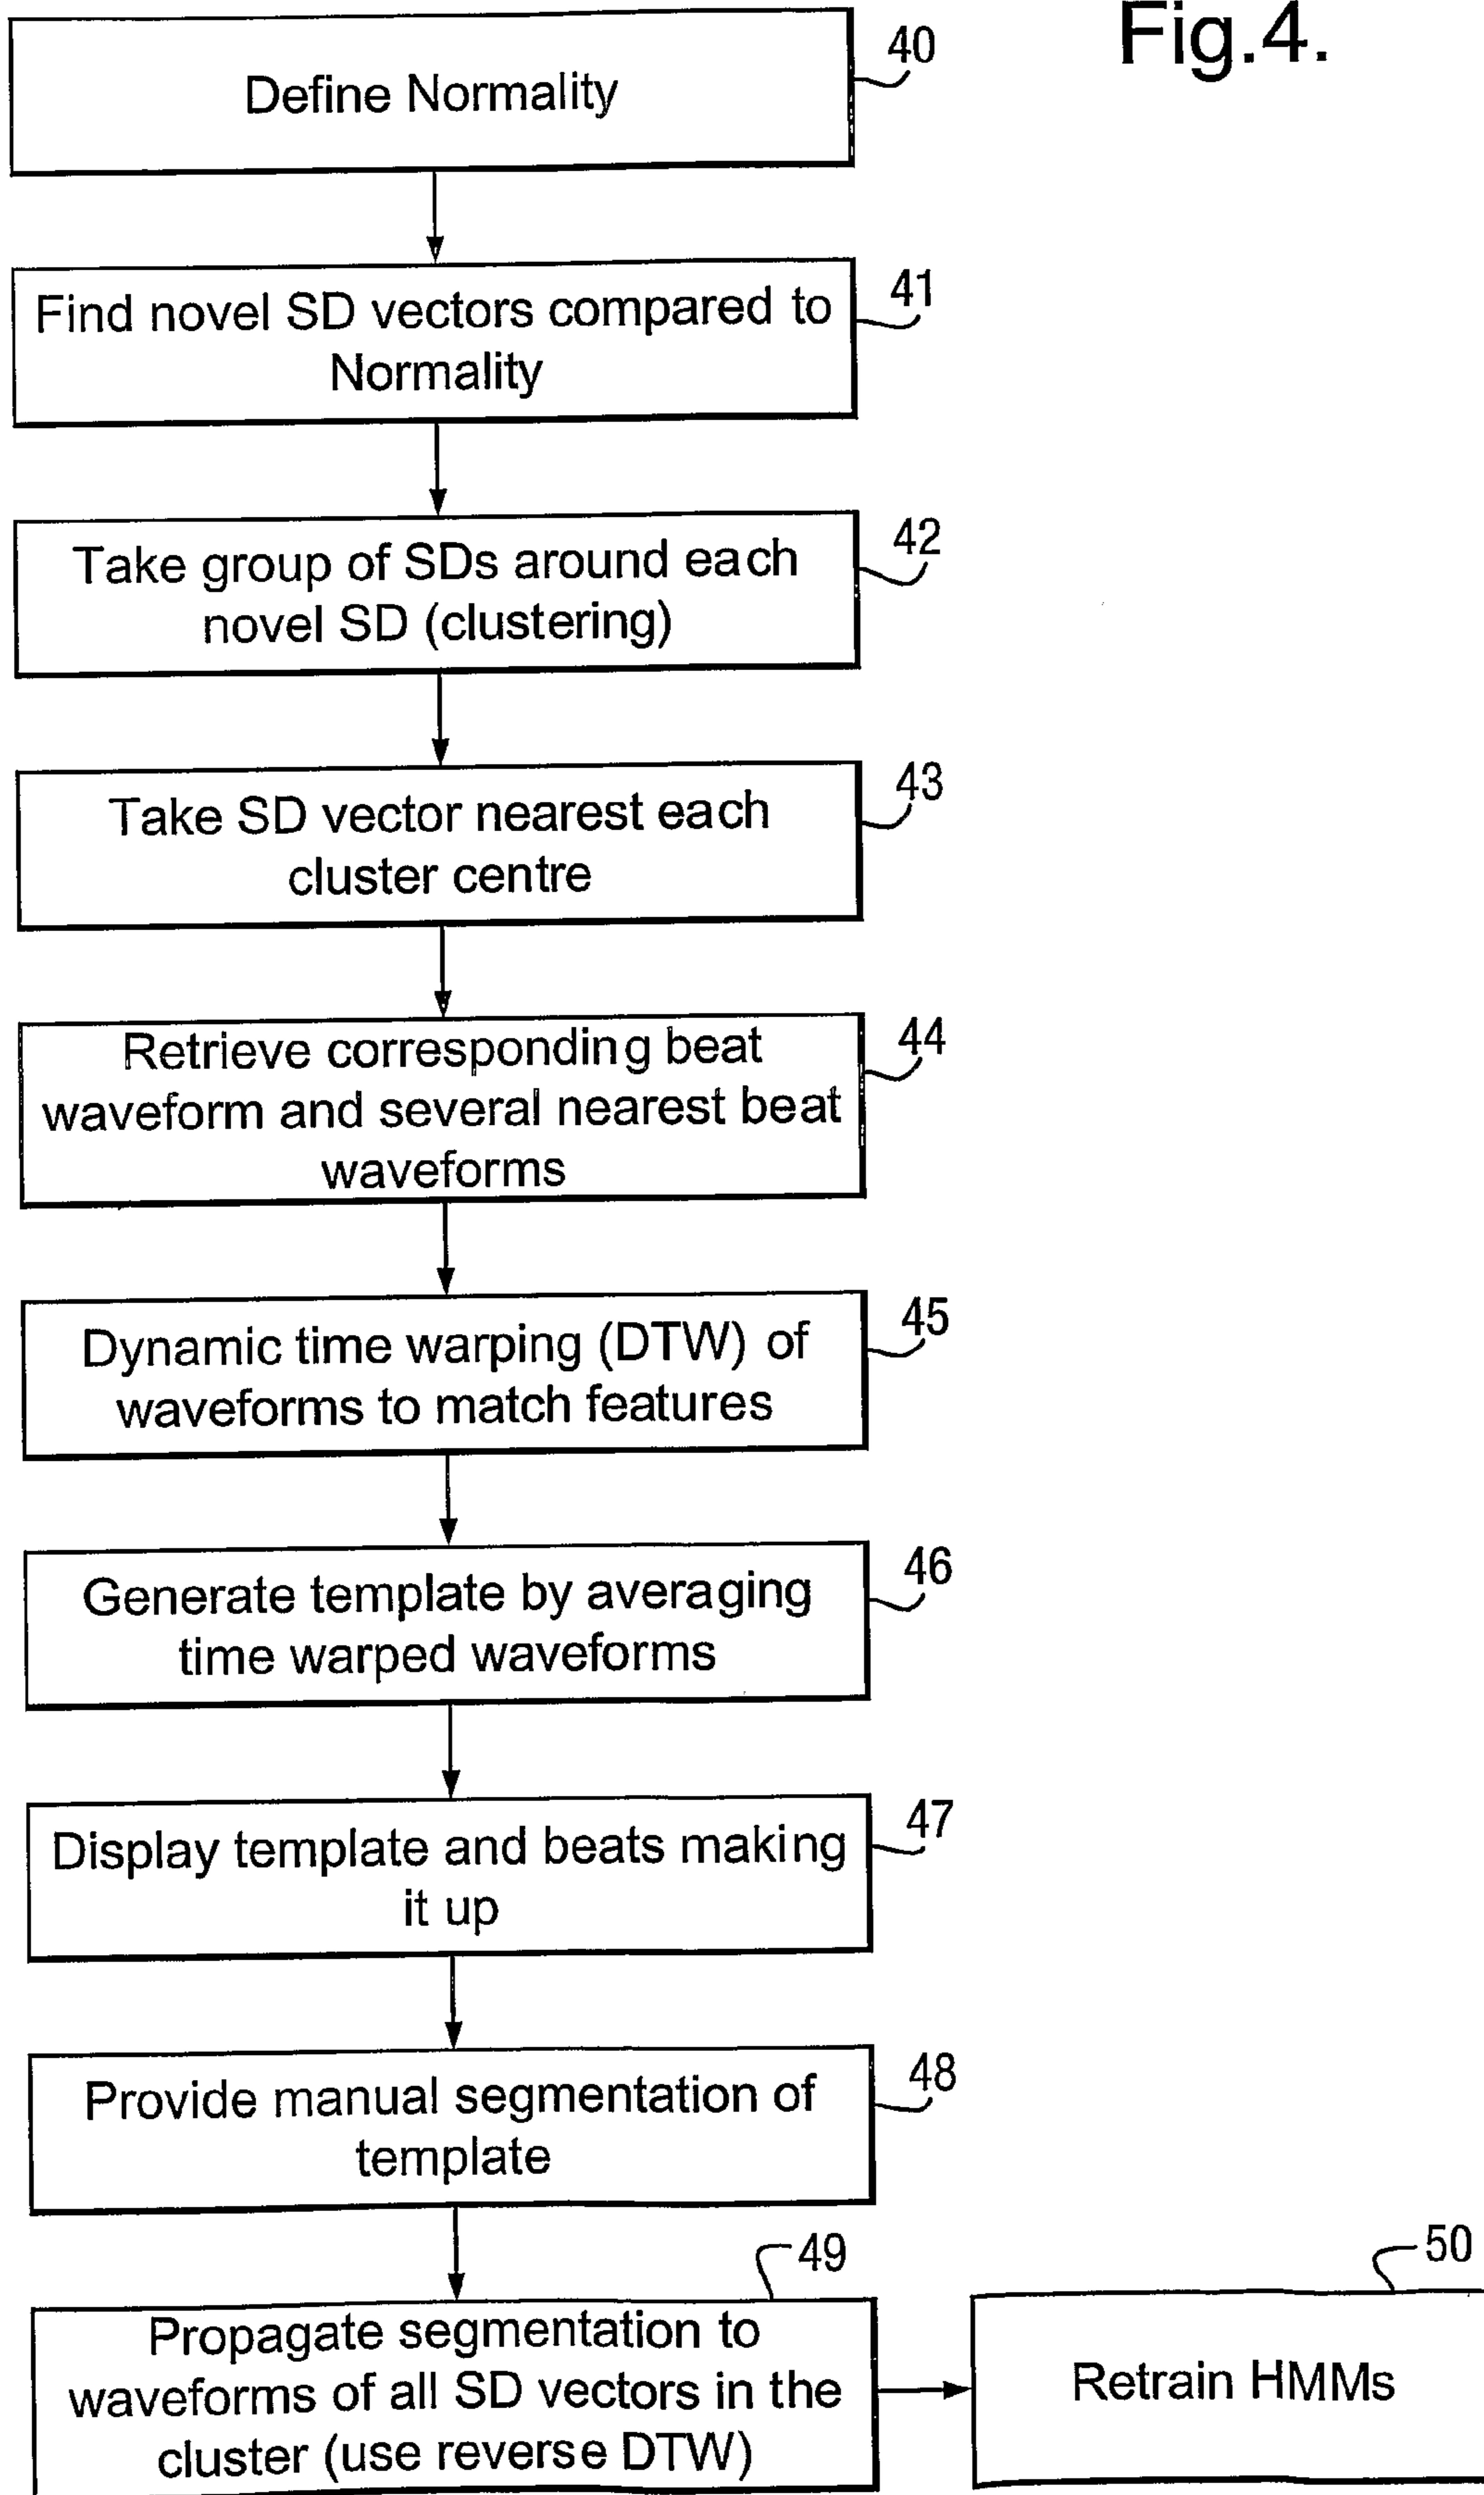 Fig.4.
Define Normality
40
Find novel SD vectors compared to
Normality
41
Take group of SDs around each
novel SD (clustering)
42
Take SD vector nearest each
cluster centre
43
Retrieve corresponding beat
waveform and several nearest beat
waveforms
44
Dynamic time warping (DTW) of
waveforms to match features
45
Generate template by averaging
time warped waveforms
46
Display template and beats making
it up
47
Provide manual segmentation of
template
48
Propagate segmentation to
waveforms of all SD vectors in the
cluster (use reverse DTW)
49
Retrain HMMs
50